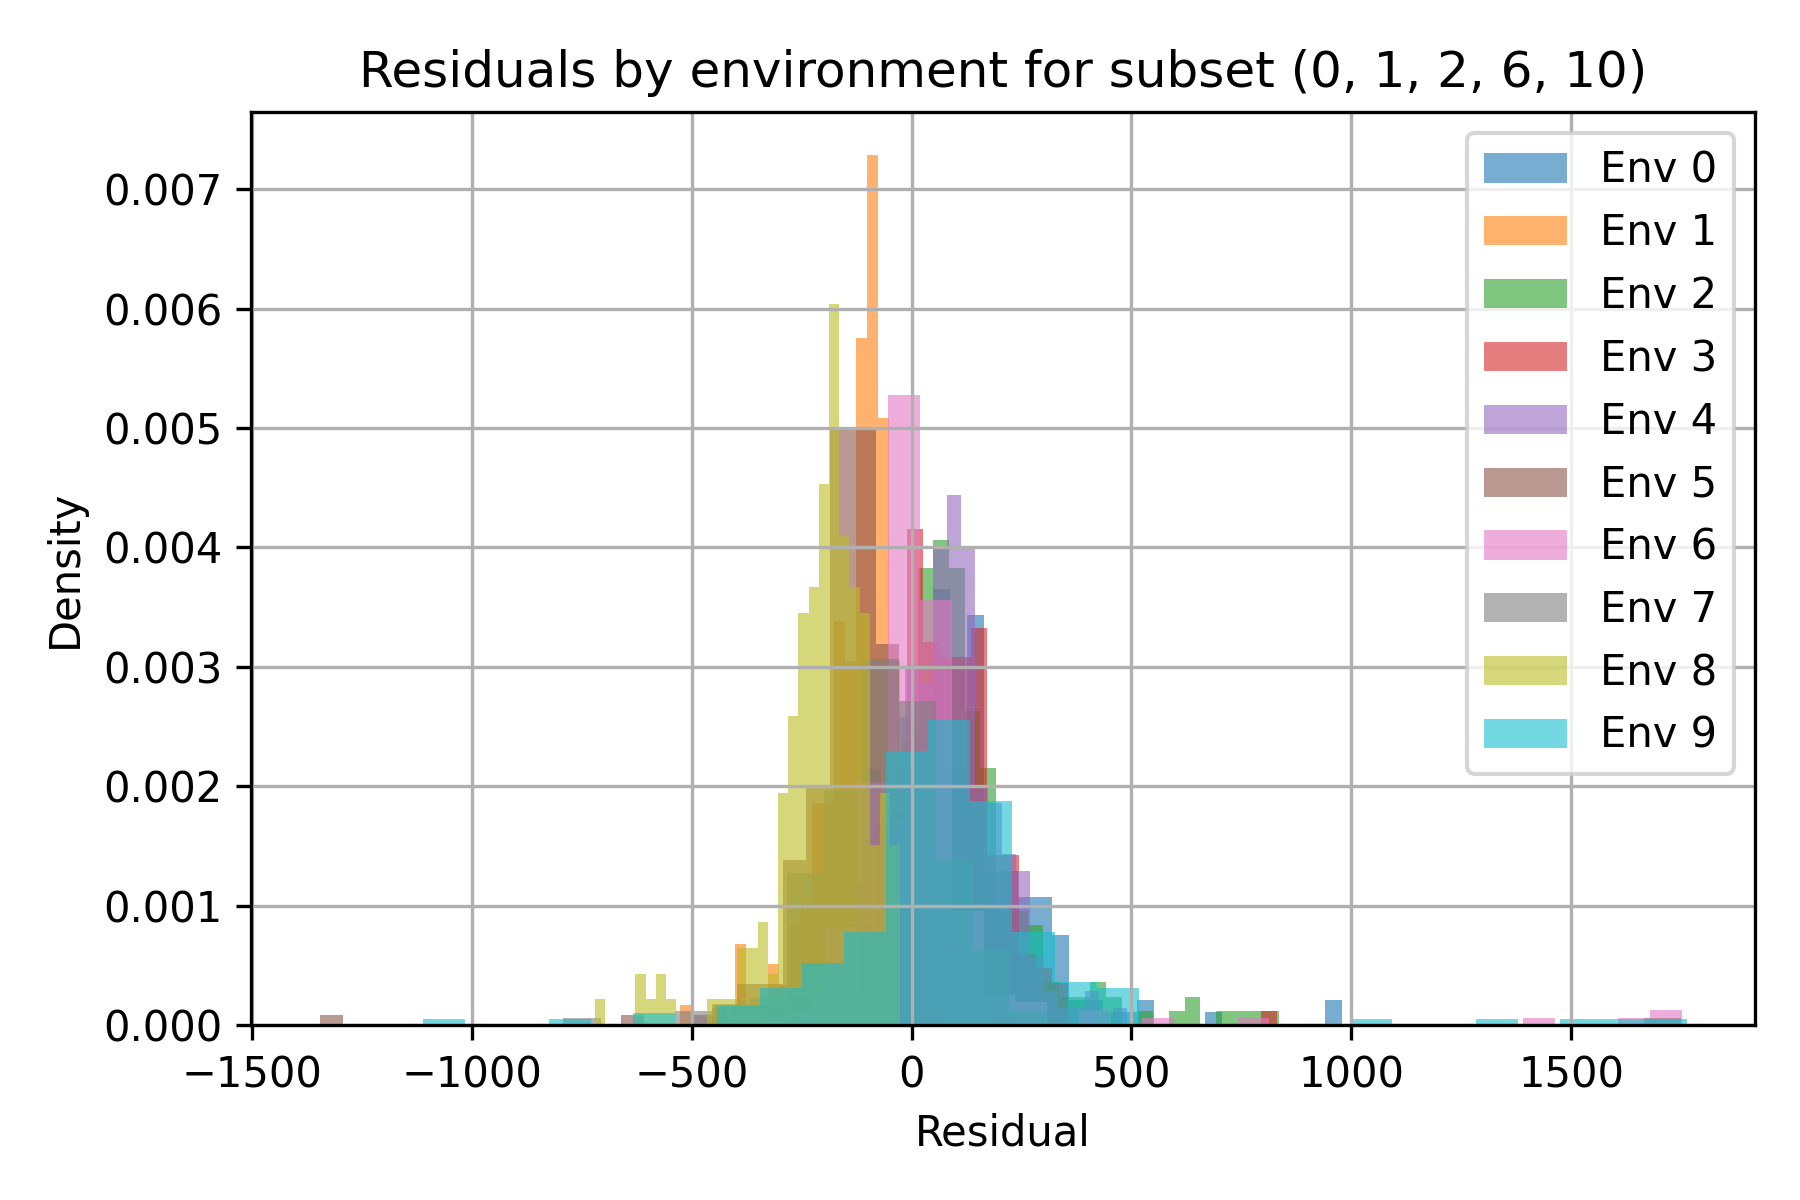 Residuals by environment for subset (0, 1, 2, 6, 10)
Env 0
Env 1
Env 2
Env 3
Env 4
Env 5
Env 6
Env 7
Env 8
Env 9
Density
0.007
0.006
0.005
0.004
0.003
0.002
0.001
0.000
−1500 −1000 −500 0 500 1000 1500
Residual